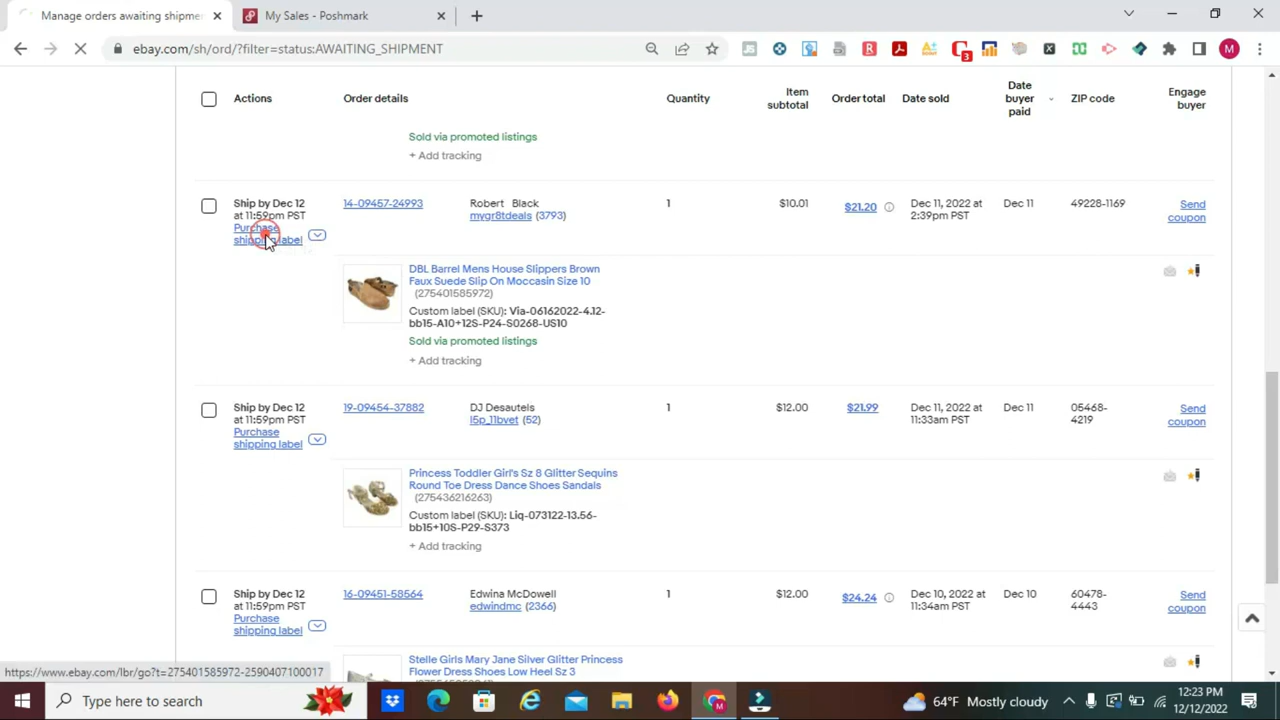 Manage orders awaiting shipmen
My Sales - Poshmark
ebay.com/sh/ord/?filter=status:AWAITING_SHIPMENT
3
M
Actions
Order details
Quantity
Item
subtotal
Order total
Date sold
Date
buyer
paid
ZIP code
Engage
buyer
Sold via promoted listings
+ Add tracking
Ship by Dec 12
at 11:59pm PST
Purchase
shipping label
14-09457-24993
Robert Black
mygr8tdeals (3793)
1
$10.01
$21.20
Dec 11, 2022 at
2:39pm PST
Dec 11
49228-1169
Send
coupon
DBL Barrel Mens House Slippers Brown
Faux Suede Slip On Moccasin Size 10
(275401585972)
Custom label (SKU): Via-06162022-4.12-
bb15-A10+12S-P24-S0268-US10
Sold via promoted listings
+ Add tracking
Ship by Dec 12
at 11:59pm PST
Purchase
shipping label
19-09454-37882
DJ Desautels
l5p_11bvet (52)
1
$12.00
$21.99
Dec 11, 2022 at
11:33am PST
Dec 11
05468-
4219
Send
coupon
Princess Toddler Girl's Sz 8 Glitter Sequins
Round Toe Dress Dance Shoes Sandals
(275436216263)
Custom label (SKU): Liq-073122-13.56-
bb15+10S-P29-S373
+ Add tracking
Ship by Dec 12
at 11:59pm PST
Purchase
shipping label
16-09451-58564
Edwina McDowell
edwindmc (2366)
1
$12.00
$24.24
Dec 10, 2022 at
11:34am PST
Dec 10
60478-
4443
Send
coupon
Stelle Girls Mary Jane Silver Glitter Princess
Flower Dress Shoes Low Heel Sz 3
https://www.ebay.com/lbr/go?t=275401585972-2590407100017
Type here to search
64°F Mostly cloudy
12:23 PM
12/12/2022